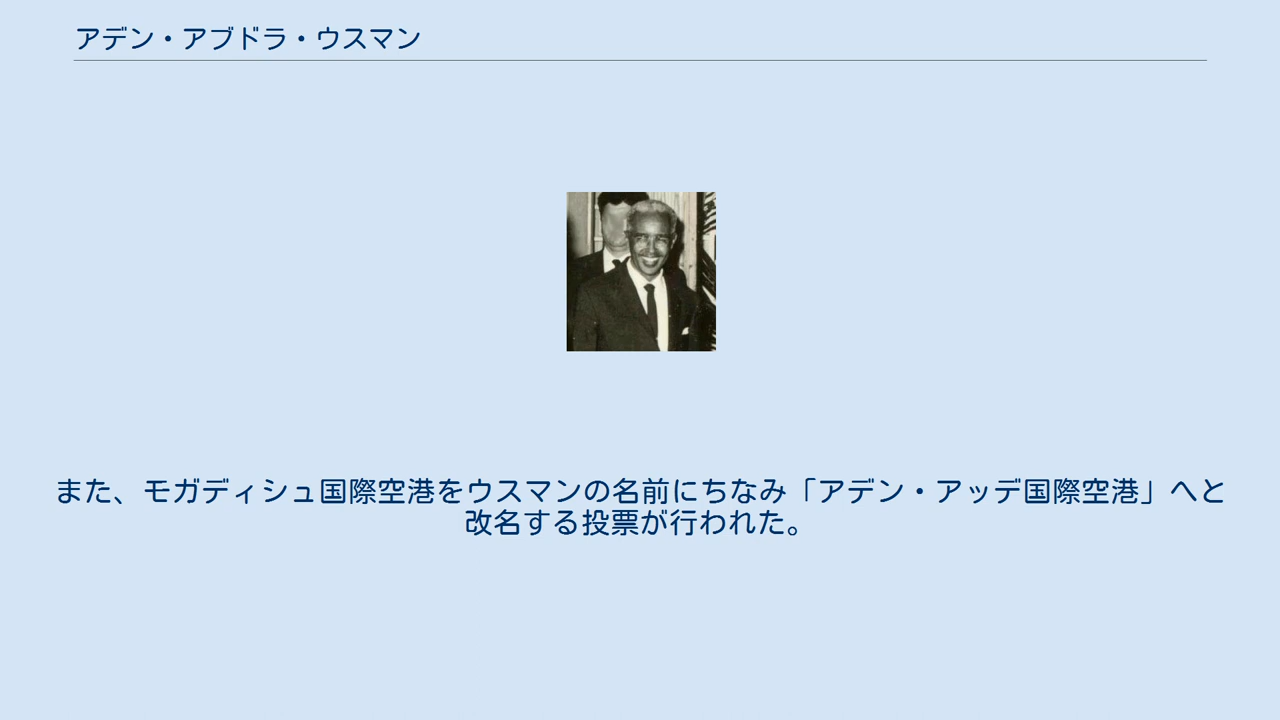 アデン・アブドラ・ウスマン
また、モガディシュ国際空港をウスマンの名前にちなみ「アデン・アッデ国際空港」へと
改名する投票が行われた。